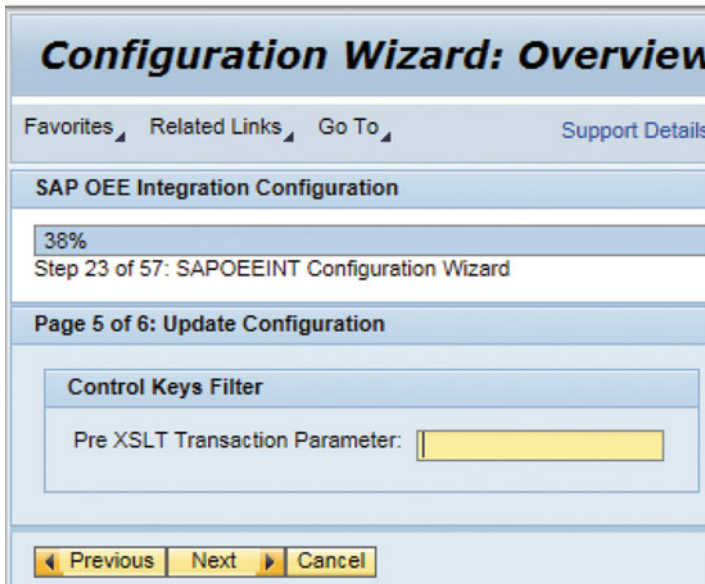 Configuration Wizard: Overview
Favorites Related Links Go To Support Details
SAP OEE Integration Configuration
38%
Step 23 of 57: SAPOEEINT Configuration Wizard
Page 5 of 6: Update Configuration
Control Keys Filter
Pre XSLT Transaction Parameter:
Previous Next Cancel